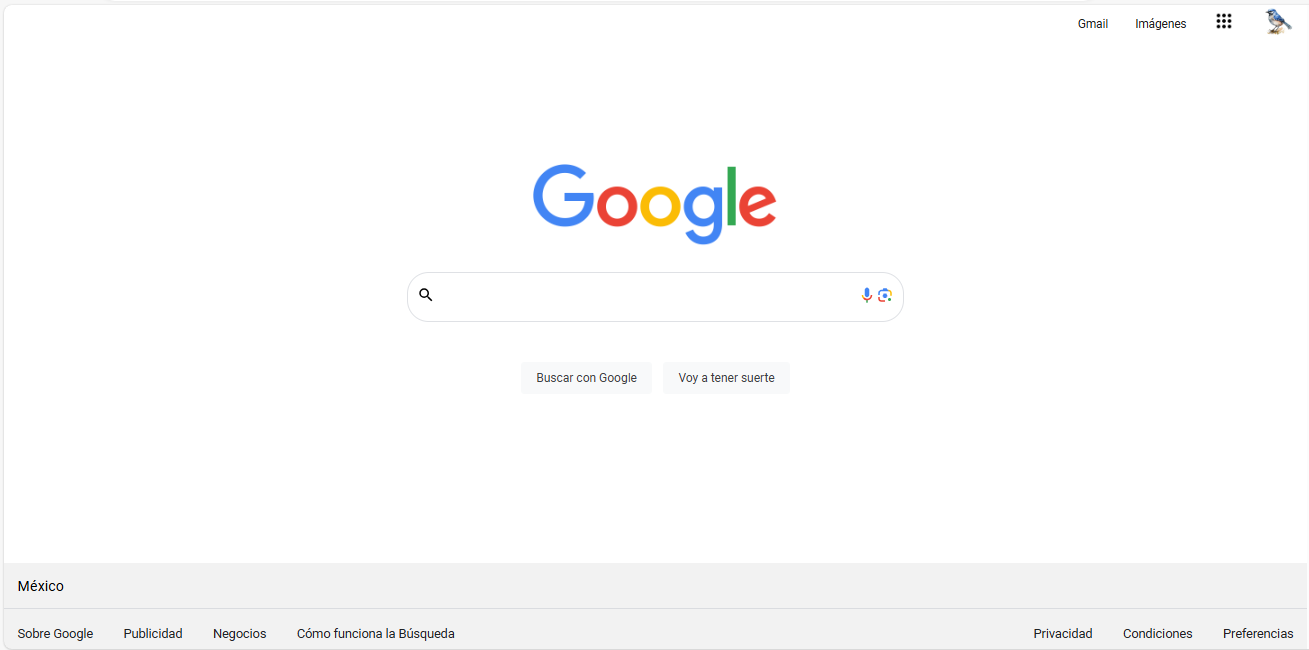 Gmail Imágenes
Google
Buscar con Google Voy a tener suerte
México
Sobre Google Publicidad Negocios Cómo funciona la Búsqueda Privacidad Condiciones Preferencias